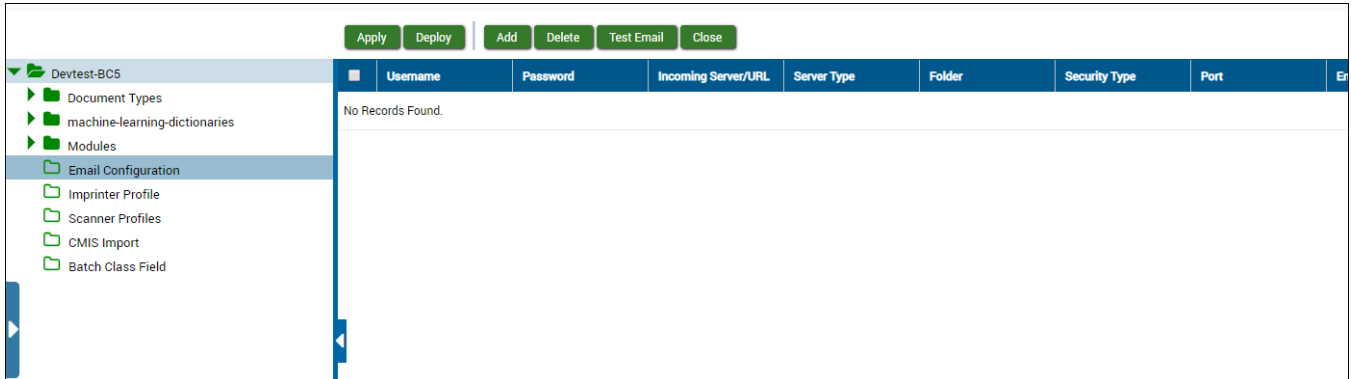 Apply Deploy Add Delete Test Email Close
Devtest-BC5
Document Types
machine-learning-dictionaries
Modules
Email Configuration
Imprinter Profile
Scanner Profiles
CMIS Import
Batch Class Field
Username Password Incoming Server/URL Server Type Folder Security Type Port En
No Records Found.